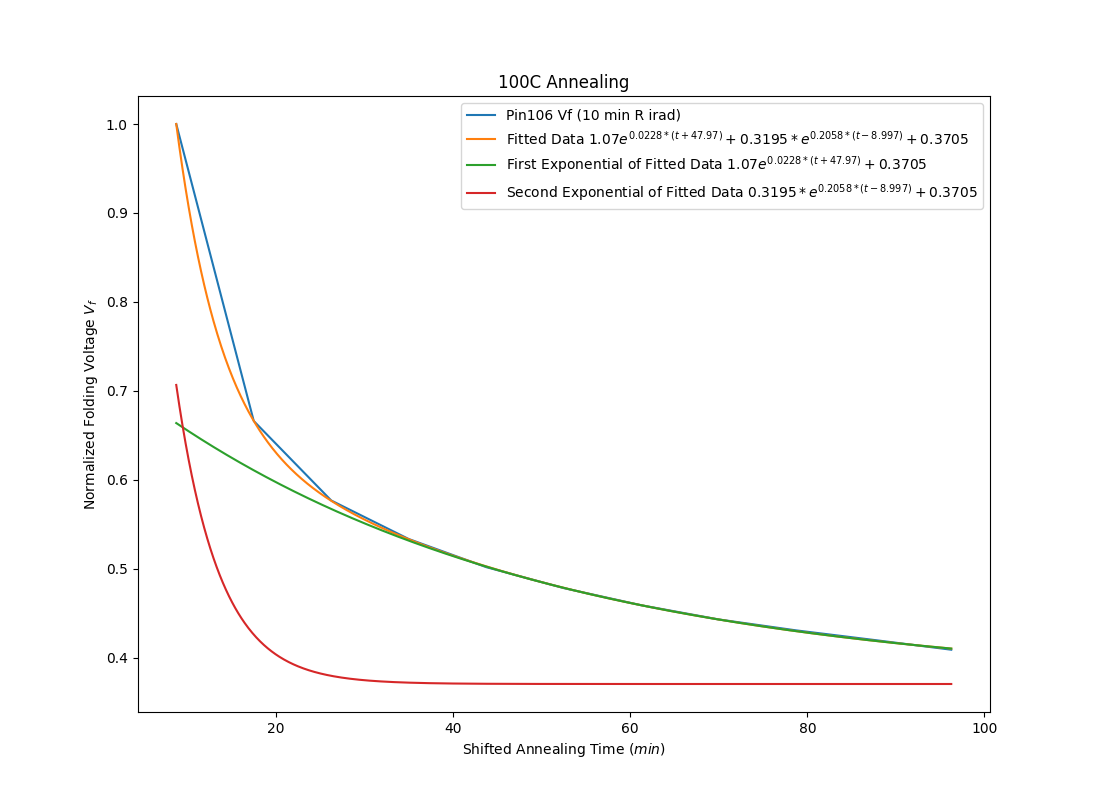 100C Annealing
Pin106 Vf (10 min R irad)
Fitted Data 1.07e^{0.0228*(t+47.97)} + 0.3195 * e^{0.2058*(t−8.997)} + 0.3705
First Exponential of Fitted Data 1.07e^{0.0228*(t+47.97)} + 0.3705
Second Exponential of Fitted Data 0.3195 * e^{0.2058*(t−8.997)} + 0.3705
Normalized Folding Voltage V_f
1.0
0.9
0.8
0.7
0.6
0.5
0.4
20 40 60 80 100
Shifted Annealing Time (min)